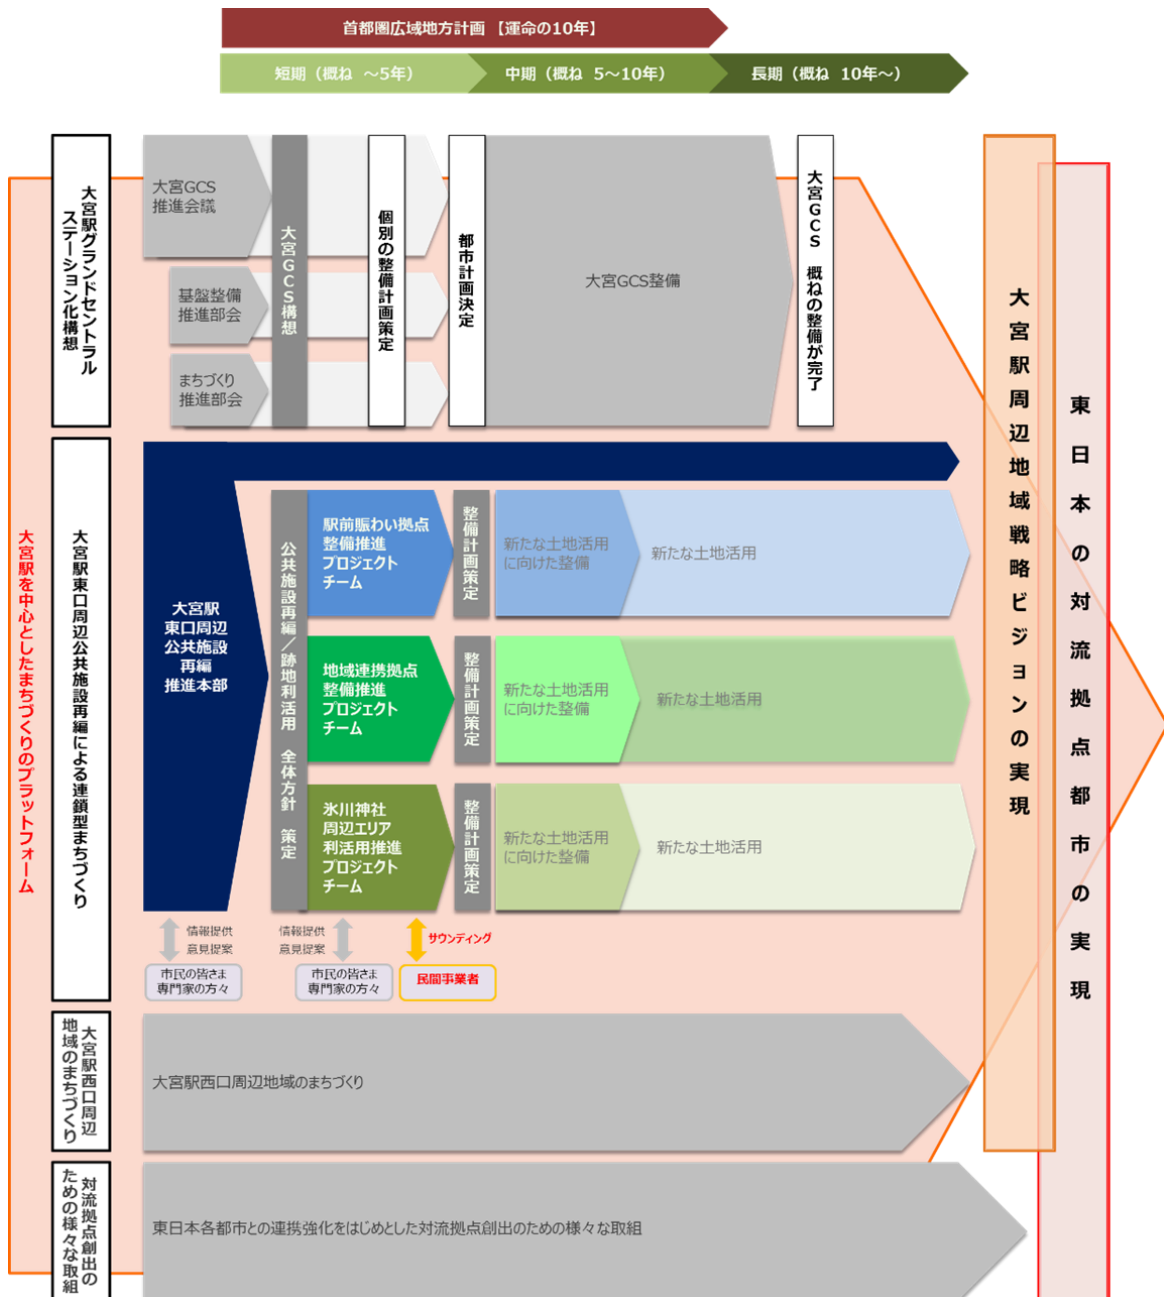 首都圏広域地方計画 【運命の10年】
短期（概ね ～5年）
中期（概ね 5～10年）
長期（概ね 10年～）
大宮駅を中心としたまちづくりのプラットフォーム
大宮駅グランドセントラル
ステーション化構想
大宮GCS
推進会議
基盤整備
推進部会
まちづくり
推進部会
大宮GCS構想
個別の整備計画策定
都市計画決定
大宮GCS整備
大宮GCS 概ねの整備が完了
大宮駅東口周辺公共施設再編による連鎖型まちづくり
大宮駅
東口周辺
公共施設
再編
推進本部
公共施設再編／跡地利活用 全体方針 策定
駅前賑わい拠点
整備推進
プロジェクト
チーム
整備計画策定
新たな土地活用
に向けた整備
新たな土地活用
地域連携拠点
整備推進
プロジェクト
チーム
整備計画策定
新たな土地活用
に向けた整備
新たな土地活用
氷川神社
周辺エリア
利活用推進
プロジェクト
チーム
整備計画策定
新たな土地活用
に向けた整備
新たな土地活用
情報提供
意見提案
市民の皆さま
専門家の方々
情報提供
意見提案
市民の皆さま
専門家の方々
サウンディング
民間事業者
大宮駅西口周辺
地域のまちづくり
大宮駅西口周辺地域のまちづくり
対流拠点創出の
ための様々な取組
東日本各都市との連携強化をはじめとした対流拠点創出のための様々な取組
大宮駅周辺地域戦略ビジョンの実現
東日本の対流拠点都市の実現